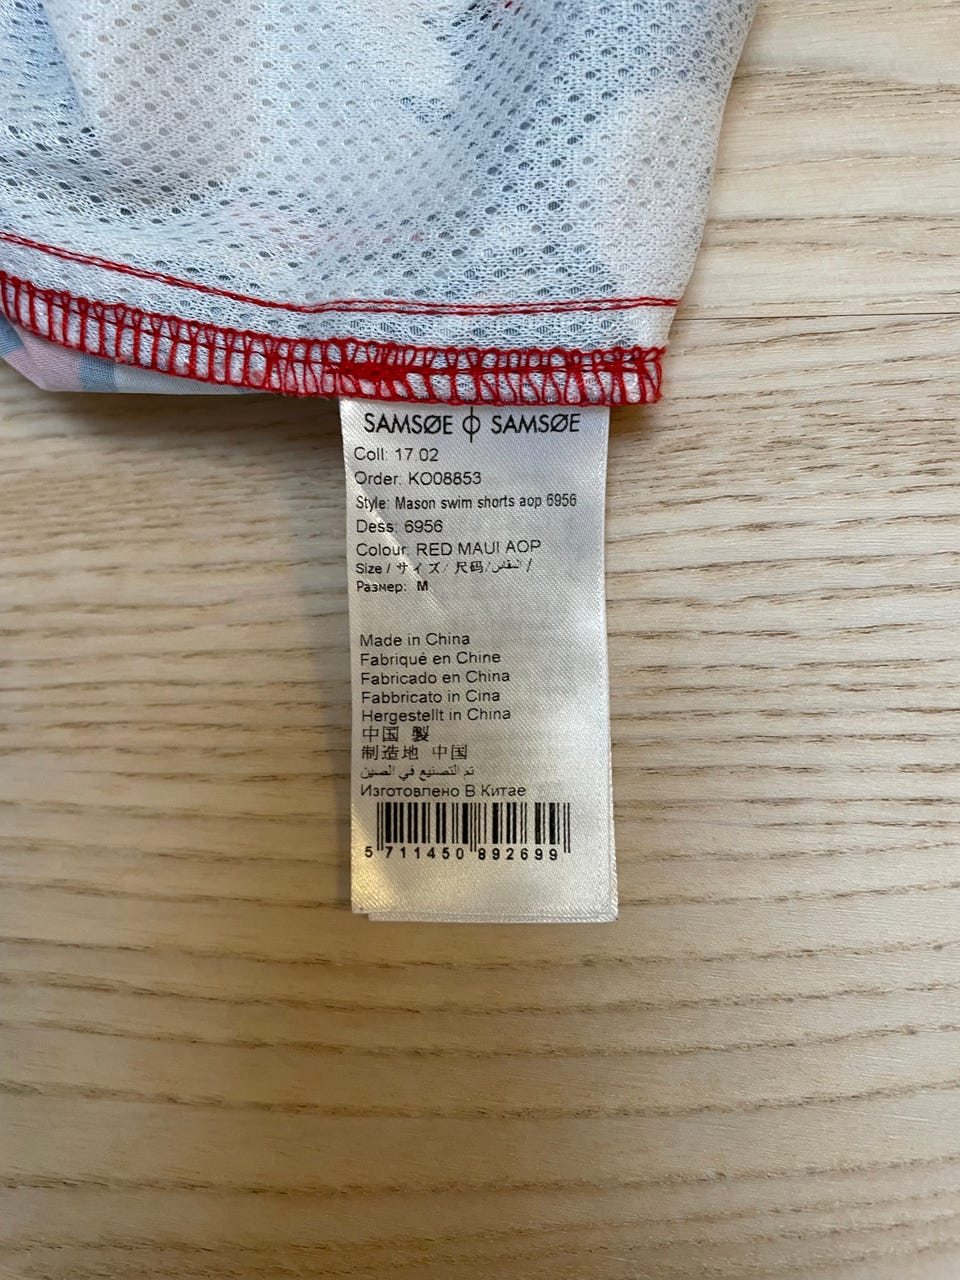 SAMSØE ϕ SAMSØE
Coll: 17.02
Order: KO08853
Style: Mason swim shorts aop 6956
Dess: 6956
Colour: RED MAUI AOP
Size / サイズ / 尺码 / المقاس /
Размер: M
Made in China
Fabriqué en Chine
Fabricado en China
Fabbricato in Cina
Hergestellt in China
中国 製
制造地 中国
تم التصنيع في الصين
Изготовлено В Китае
5 711450 892699